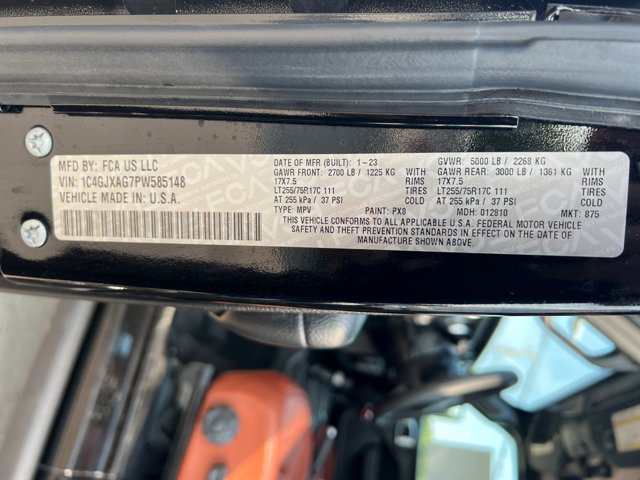 MFD BY: FCA US LLC
VIN: 1C4GJXAG7PW585148
VEHICLE MADE IN: U.S.A.
DATE OF MFR (BUILT): 1-23 GVWR: 5000 LB / 2268 KG
GAWR FRONT: 2700 LB / 1225 KG WITH GAWR REAR: 3000 LB / 1361 KG WITH
17X7.5 RIMS 17X7.5 RIMS
LT255/75R17C 111 TIRES LT255/75R17C 111 TIRES
AT 255 kPa / 37 PSI COLD AT 255 kPa / 37 PSI COLD
TYPE: MPV PAINT: PX8 MDH: 012810 MKT: 875
THIS VEHICLE CONFORMS TO ALL APPLICABLE U.S.A. FEDERAL MOTOR VEHICLE
SAFETY AND THEFT PREVENTION STANDARDS IN EFFECT ON THE DATE OF
MANUFACTURE SHOWN ABOVE.